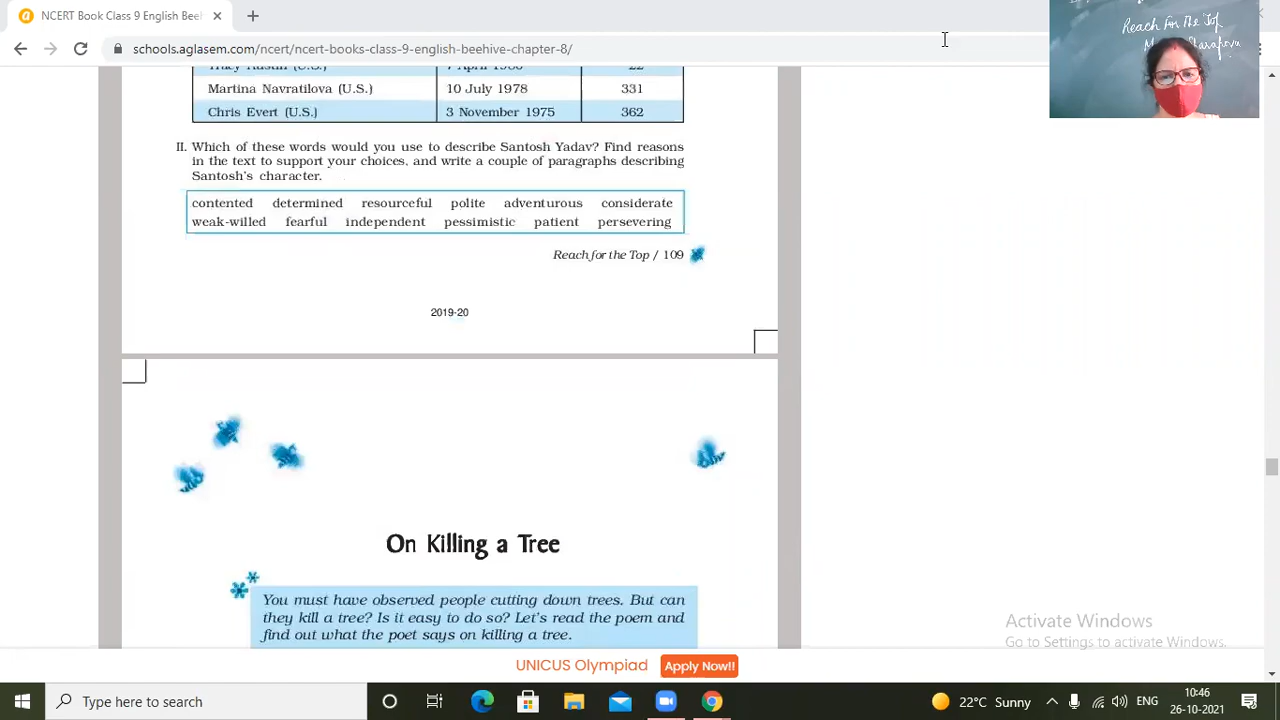 NCERT Book Class 9 English Bee
schools.aglasem.com/ncert/ncert-books-class-9-english-beehive-chapter-8/
Reach For The Top
Tracy Austin (U.S.) 7 April 1980 22
Martina Navratilova (U.S.) 10 July 1978 331
Chris Evert (U.S.) 3 November 1975 362
II. Which of these words would you use to describe Santosh Yadav? Find reasons
in the text to support your choices, and write a couple of paragraphs describing
Santosh's character.
contented determined resourceful polite adventurous considerate
weak-willed fearful independent pessimistic patient persevering
Reach for the Top / 109
2019-20
On Killing a Tree
You must have observed people cutting down trees. But can
they kill a tree? Is it easy to do so? Let's read the poem and
find out what the poet says on killing a tree.
Activate Windows
Go to Settings to activate Windows.
UNICUS Olympiad Apply Now!!
Type here to search
22°C Sunny
ENG
10:46
26-10-2021